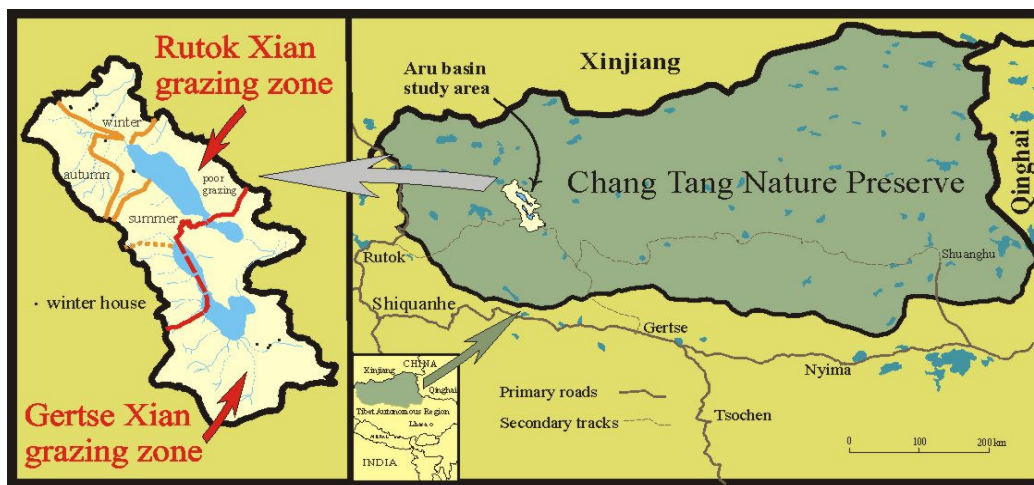 Rutok Xian
grazing zone
winter
autumn
poor
grazing
summer
winter house
Gertse Xian
grazing zone
Xinjiang
Aru basin
study area
Chang Tang Nature Preserve
Qinghai
Rutok
Shuanghu
Shiquanhe
Gertse
Nyima
Tsochen
Primary roads
Secondary tracks
0 100 200 km
CHINA
Xinjiang
Qinghai
Tibet Autonomous Region
Lhasa
NEPAL
INDIA